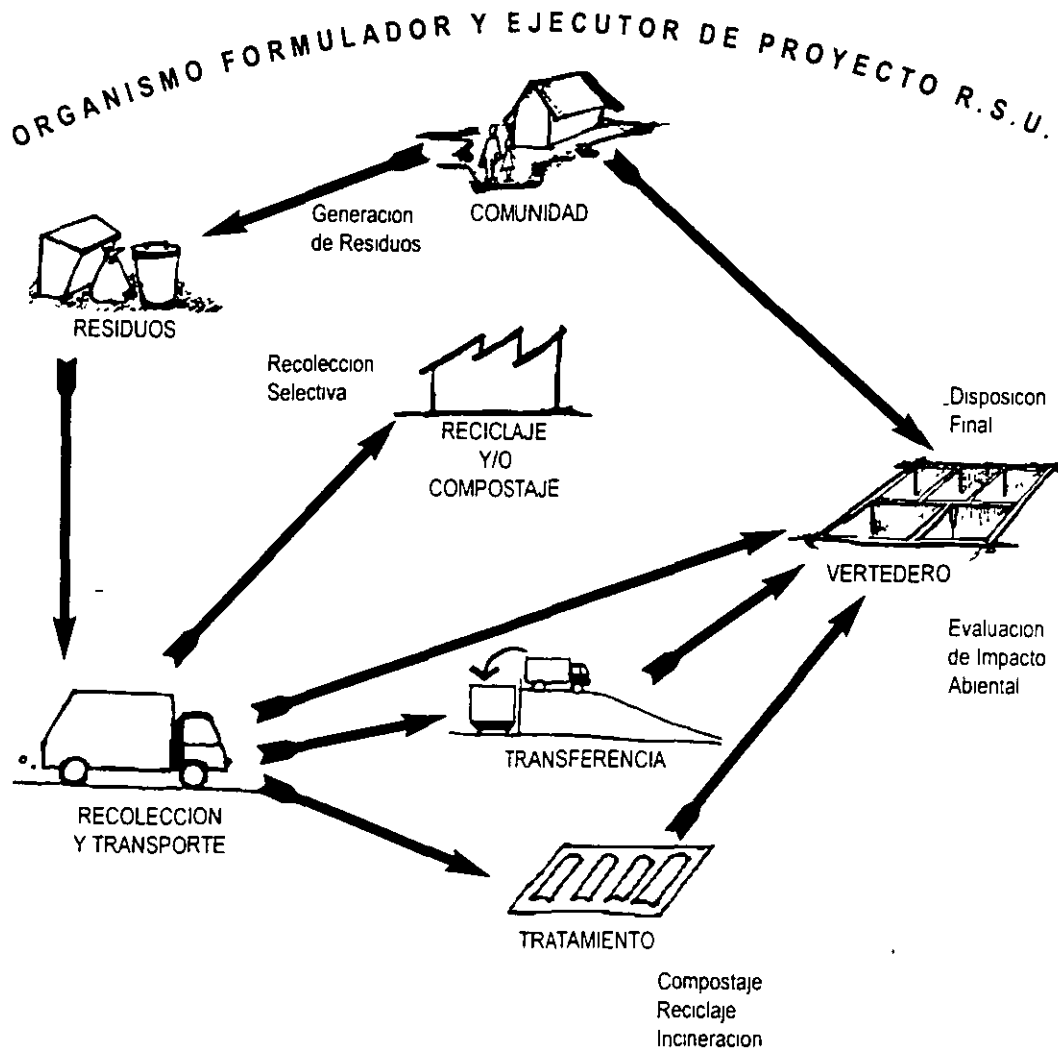 ORGANISMO FORMULADOR Y EJECUTOR DE PROYECTO R.S.U.
COMUNIDAD
Generacion
de Residuos
RESIDUOS
Recoleccion
Selectiva
RECICLAJE
Y/O
COMPOSTAJE
Disposicon
Final
VERTEDERO
Evaluacion
de Impacto
Abiental
TRANSFERENCIA
RECOLECCION
Y TRANSPORTE
TRATAMIENTO
Compostaje
Reciclaje
Incineracion